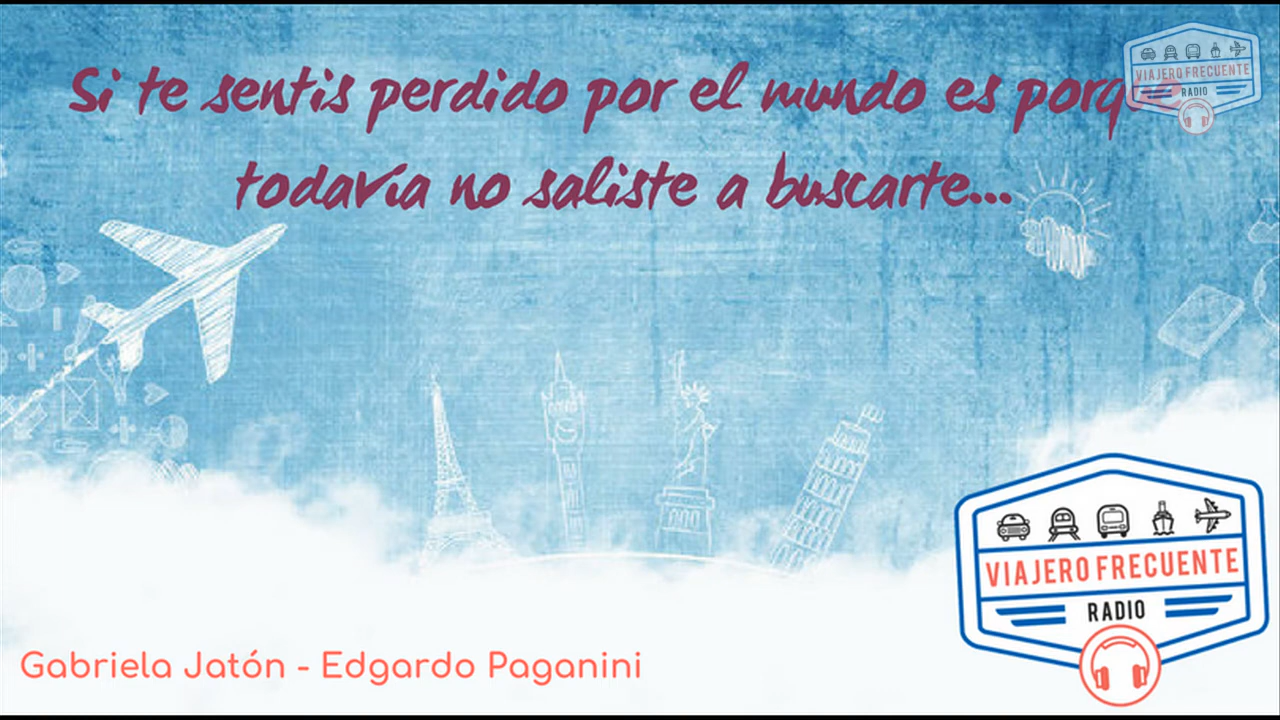 Si te sentis perdido por el mundo es porque
todavía no saliste a buscarte...
VIAJERO FRECUENTE
RADIO
VIAJERO FRECUENTE
RADIO
Gabriela Jatón - Edgardo Paganini